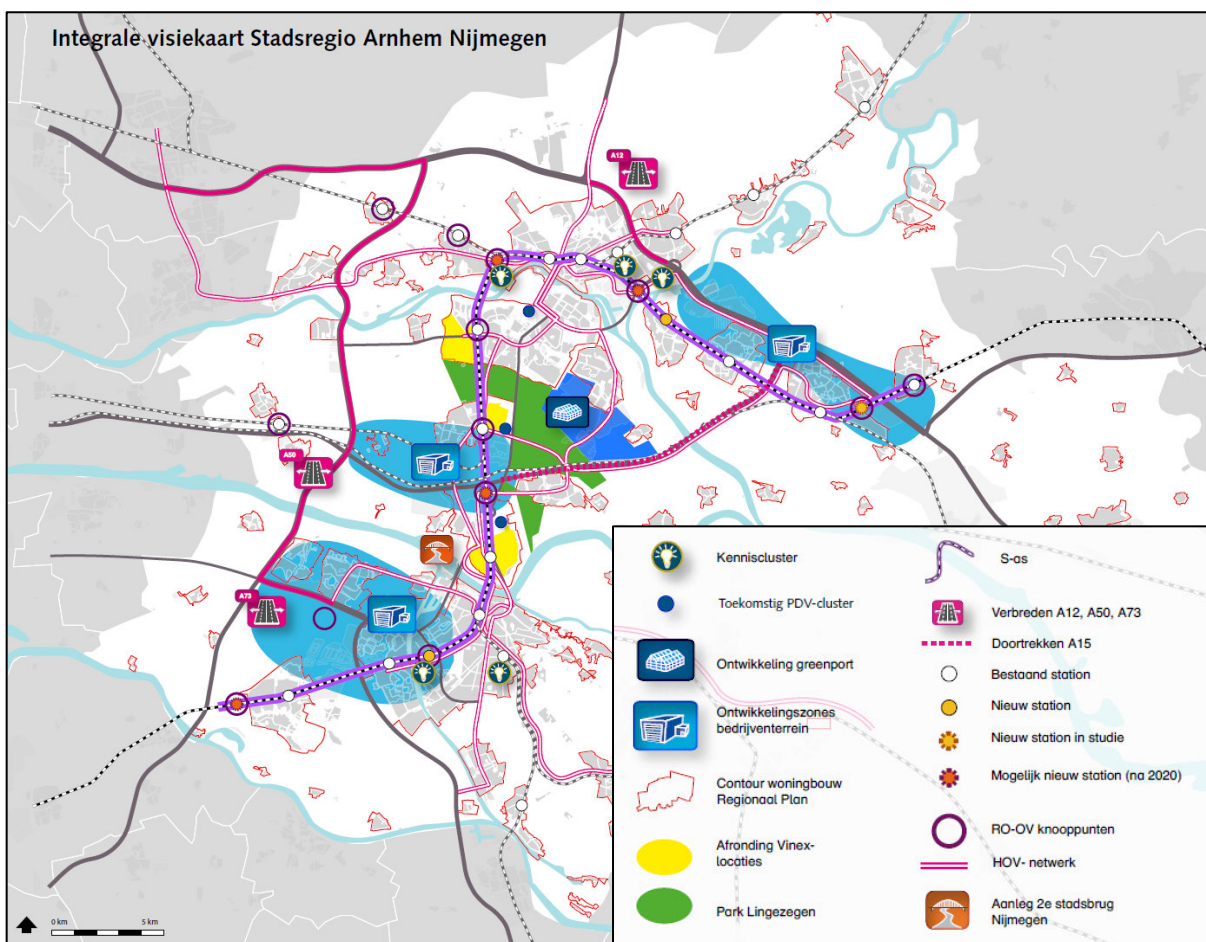 Integrale visiekaart Stadsregio Arnhem Nijmegen
A12
A50
A73
0 km
5 km
Kenniscluster
Toekomstig PDV-cluster
Ontwikkeling greenport
Ontwikkelingszones
bedrijventerrein
Contour woningbouw
Regionaal Plan
Afronding Vinex-
locaties
Park Lingezegen
S-as
Verbreden A12, A50, A73
Doortrekken A15
Bestaand station
Nieuw station
Nieuw station in studie
Mogelijk nieuw station (na 2020)
RO-OV knooppunten
HOV- netwerk
Aanleg 2e stadsbrug
Nijmegen